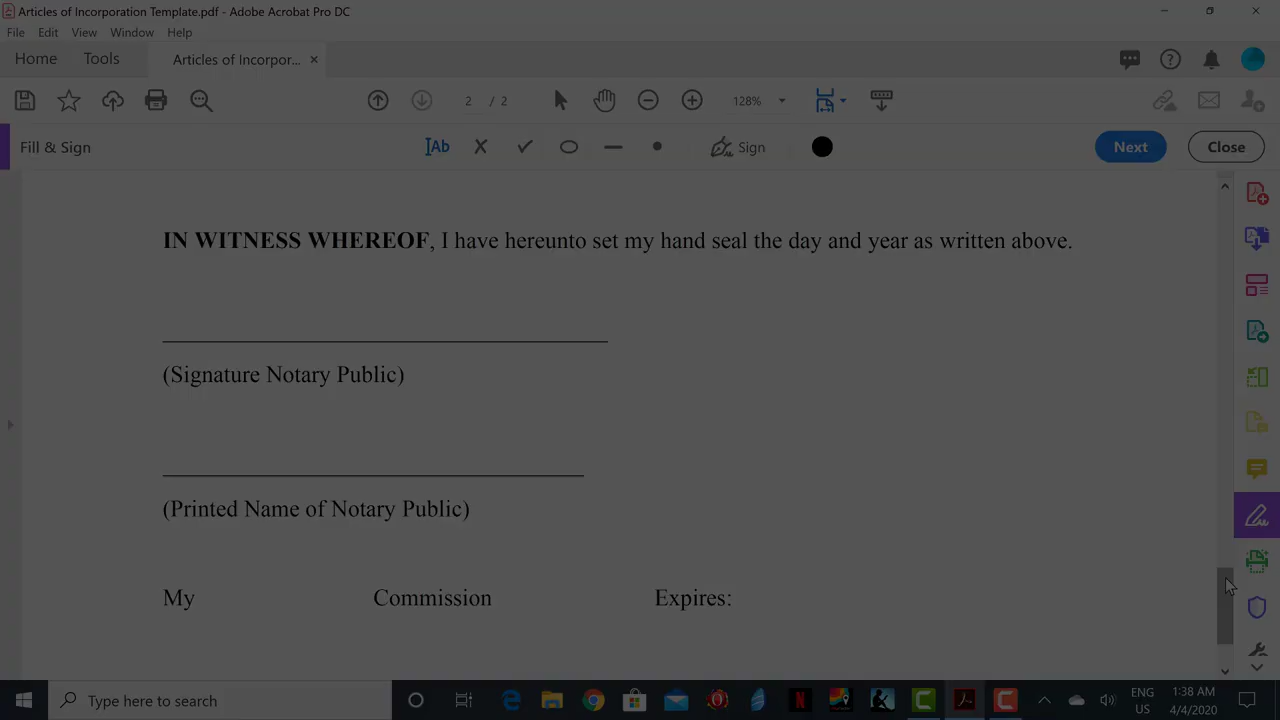 Articles of Incorporation Template.pdf - Adobe Acrobat Pro DC
File Edit View Window Help
Home Tools Articles of Incorpor... ×
2 / 2 128%
Fill & Sign Ab Sign Next Close
IN WITNESS WHEREOF, I have hereunto set my hand seal the day and year as written above.
(Signature Notary Public)
(Printed Name of Notary Public)
My Commission Expires:
Type here to search ENG 1:38 AM
US 4/4/2020